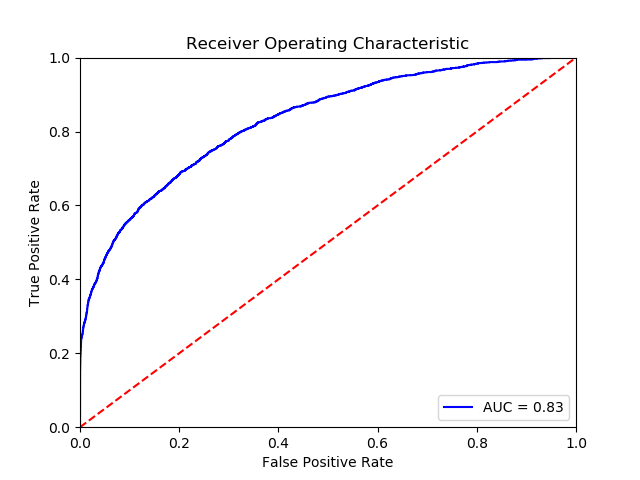 Receiver Operating Characteristic
True Positive Rate
1.0
0.8
0.6
0.4
0.2
0.0
0.0 0.2 0.4 0.6 0.8 1.0
False Positive Rate
AUC = 0.83